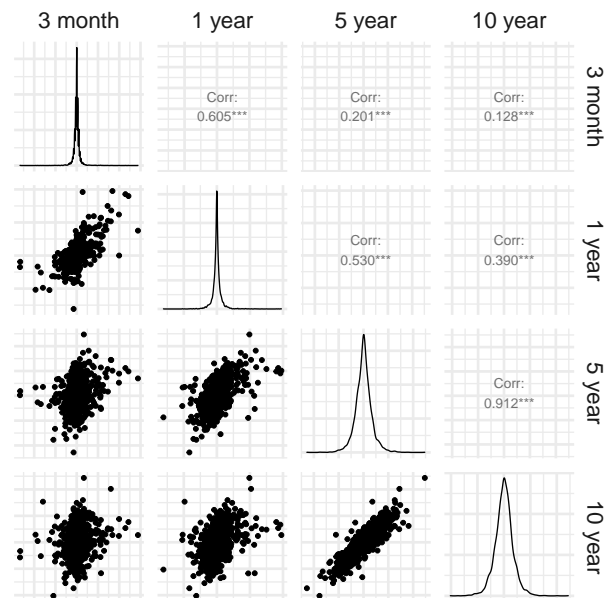 3 month 1 year 5 year 10 year
Corr:
0.605***
Corr:
0.201***
Corr:
0.128***
3 month
Corr:
0.530***
Corr:
0.390***
1 year
Corr:
0.912***
5 year
10 year